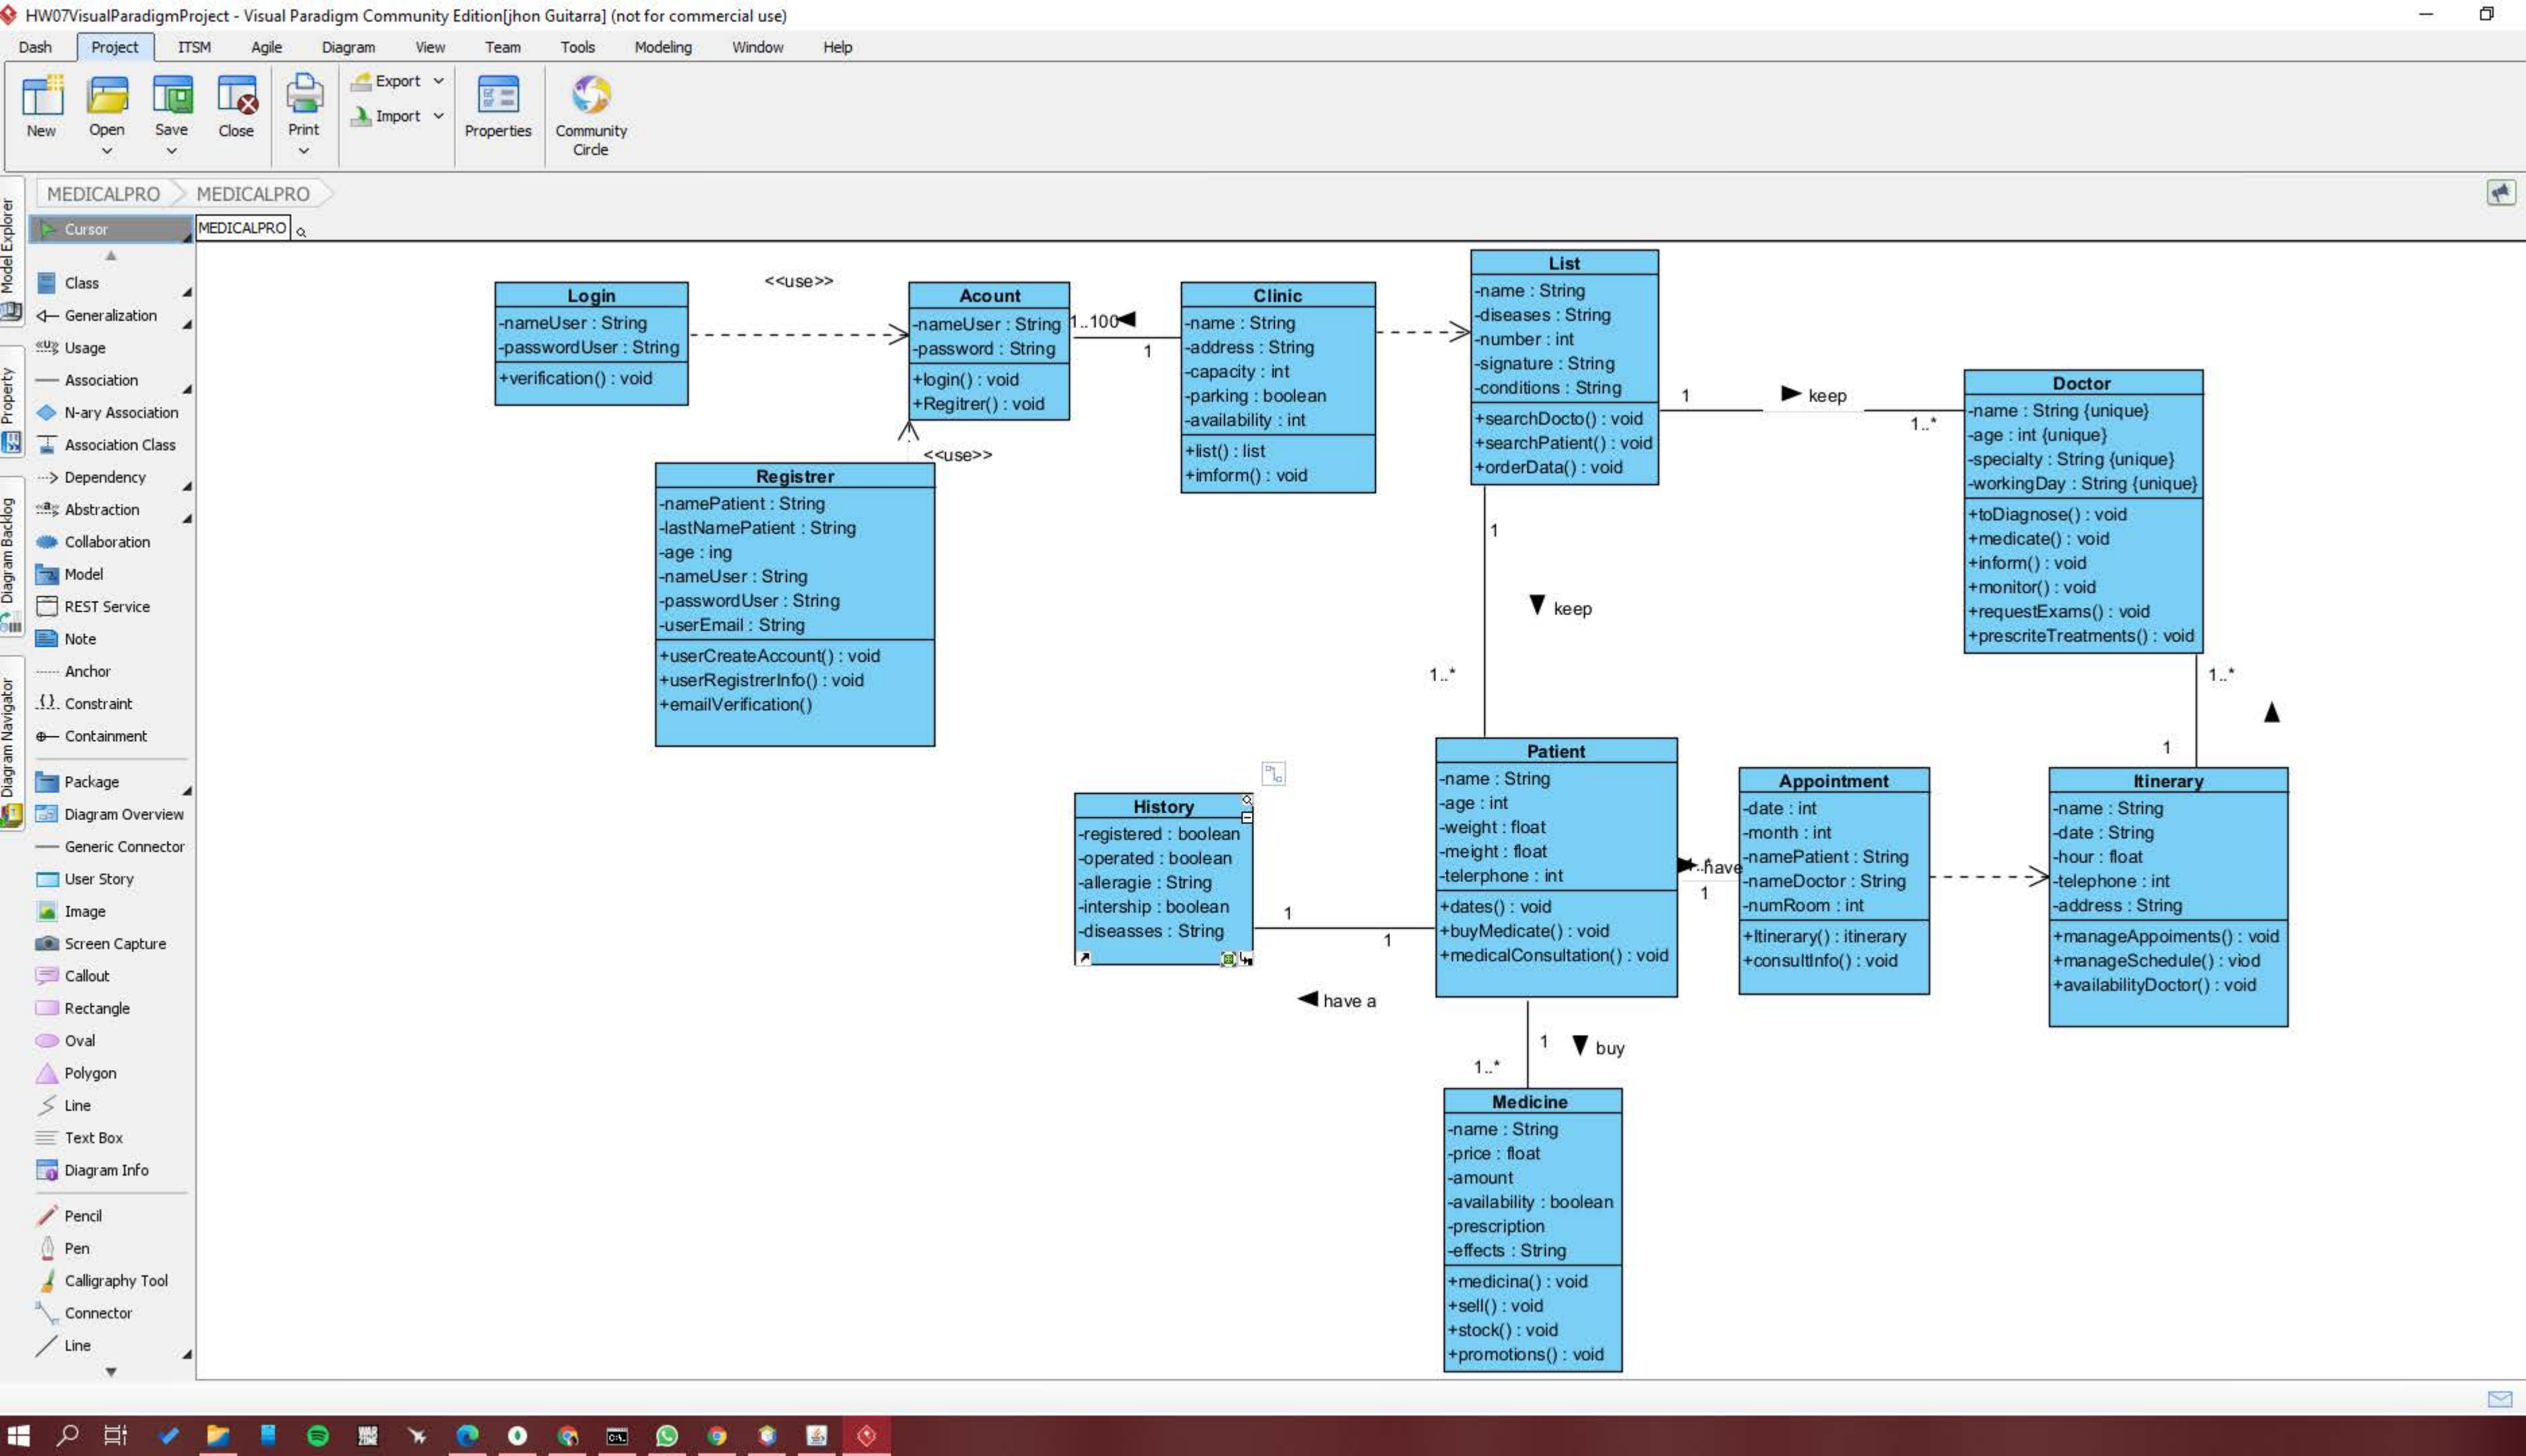 HW07VisualParadigmProject - Visual Paradigm Community Edition[jhon Guitarra] (not for commercial use)
Dash Project ITSM Agile Diagram View Team Tools Modeling Window Help
New
Open
Save
Close
Print
Export
Import
Properties
Community
Circle
MEDICALPRO MEDICALPRO
Model Explorer
Property
Diagram Backlog
Diagram Navigator
Cursor
Class
Generalization
Usage
Association
N-ary Association
Association Class
Dependency
Abstraction
Collaboration
Model
REST Service
Note
Anchor
Constraint
Containment
Package
Diagram Overview
Generic Connector
User Story
Image
Screen Capture
Callout
Rectangle
Oval
Polygon
Line
Text Box
Diagram Info
Pencil
Pen
Calligraphy Tool
Connector
Line
MEDICALPRO
Login
-nameUser : String
-passwordUser : String
+verification() : void
<<use>>
Acount
-nameUser : String
-password : String
+login() : void
+Regitrer() : void
1..100
1
<<use>>
Clinic
-name : String
-address : String
-capacity : int
-parking : boolean
-availability : int
+list() : list
+imform() : void
List
-name : String
-diseases : String
-number : int
-signature : String
-conditions : String
+searchDocto() : void
+searchPatient() : void
+orderData() : void
1
keep
1..*
Doctor
-name : String {unique}
-age : int {unique}
-specialty : String {unique}
-workingDay : String {unique}
+toDiagnose() : void
+medicate() : void
+inform() : void
+monitor() : void
+requestExams() : void
+prescriteTreatments() : void
Registrer
-namePatient : String
-lastNamePatient : String
-age : ing
-nameUser : String
-passwordUser : String
-userEmail : String
+userCreateAccount() : void
+userRegistrerInfo() : void
+emailVerification()
1
keep
1..*
1..*
1
History
-registered : boolean
-operated : boolean
-alleragie : String
-intership : boolean
-diseasses : String
1
1
have a
Patient
-name : String
-age : int
-weight : float
-meight : float
-telerphone : int
+dates() : void
+buyMedicate() : void
+medicalConsultation() : void
have
1
Appointment
-date : int
-month : int
-namePatient : String
-nameDoctor : String
-numRoom : int
+Itinerary() : itinerary
+consultInfo() : void
Itinerary
-name : String
-date : String
-hour : float
-telephone : int
-address : String
+manageAppoiments() : void
+manageSchedule() : viod
+availabilityDoctor() : void
1
buy
1..*
Medicine
-name : String
-price : float
-amount
-availability : boolean
-prescription
-effects : String
+medicina() : void
+sell() : void
+stock() : void
+promotions() : void
WAR
ZONE
C:\.